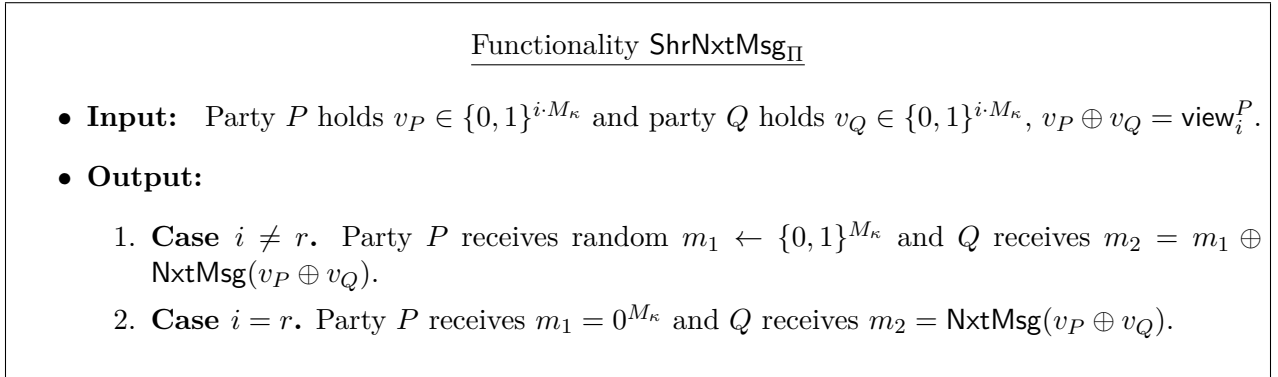 Functionality ShrNxtMsg_Π
• Input: Party P holds v_P ∈ {0, 1}^{i·M_κ} and party Q holds v_Q ∈ {0, 1}^{i·M_κ}, v_P ⊕ v_Q = view_i^P.
• Output:
1. Case i ≠ r. Party P receives random m_1 ← {0, 1}^{M_κ} and Q receives m_2 = m_1 ⊕
NxtMsg(v_P ⊕ v_Q).
2. Case i = r. Party P receives m_1 = 0^{M_κ} and Q receives m_2 = NxtMsg(v_P ⊕ v_Q).